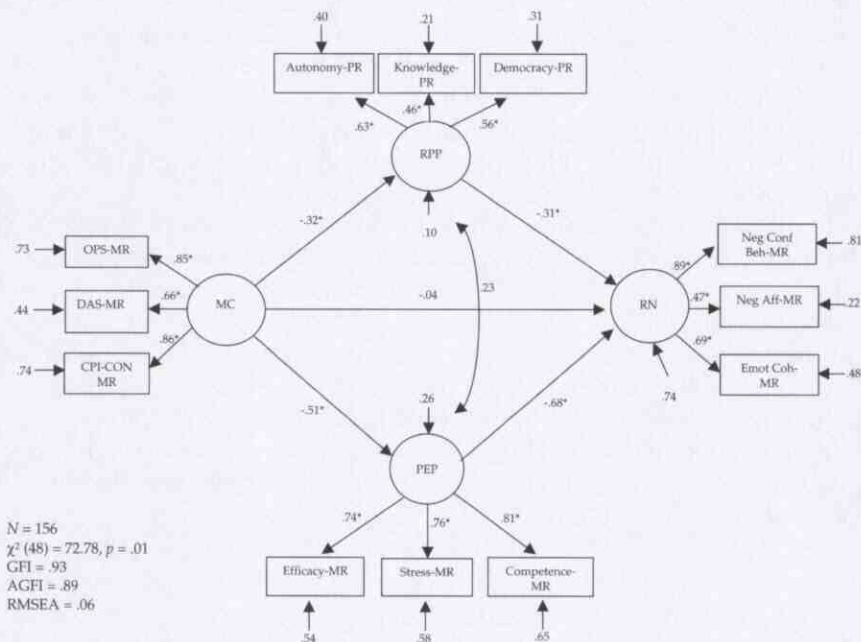 .40
.21
.31
Autonomy-PR
Knowledge-
PR
Democracy-PR
.63*
.46*
.56*
RPP
-.32*
.10
-.31*
.73
OPS-MR
.85*
.44
DAS-MR
.66*
.74
CPI-CON
MR
.86*
MC
-.04
.23
RN
.89*
Neg Conf
Beh-MR
.81
.47*
Neg Aff-MR
.22
.69*
Emot Coh-
MR
.48
.74
-.51*
.26
-.68*
PEP
.74*
.76*
.81*
Efficacy-MR
Stress-MR
Competence-
MR
.54
.58
.65
N = 156
χ² (48) = 72.78, p = .01
GFI = .93
AGFI = .89
RMSEA = .06